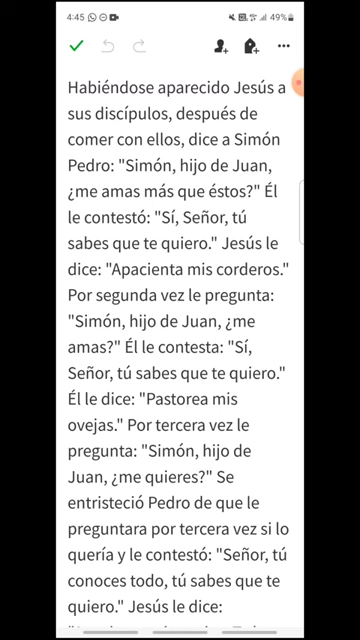 4:45
49%
Habiéndose aparecido Jesús a
sus discípulos, después de
comer con ellos, dice a Simón
Pedro: "Simón, hijo de Juan,
¿me amas más que éstos?" Él
le contestó: "Sí, Señor, tú
sabes que te quiero." Jesús le
dice: "Apacienta mis corderos."
Por segunda vez le pregunta:
"Simón, hijo de Juan, ¿me
amas?" Él le contesta: "Sí,
Señor, tú sabes que te quiero."
Él le dice: "Pastorea mis
ovejas." Por tercera vez le
pregunta: "Simón, hijo de
Juan, ¿me quieres?" Se
entristeció Pedro de que le
preguntara por tercera vez si lo
quería y le contestó: "Señor, tú
conoces todo, tú sabes que te
quiero." Jesús le dice: